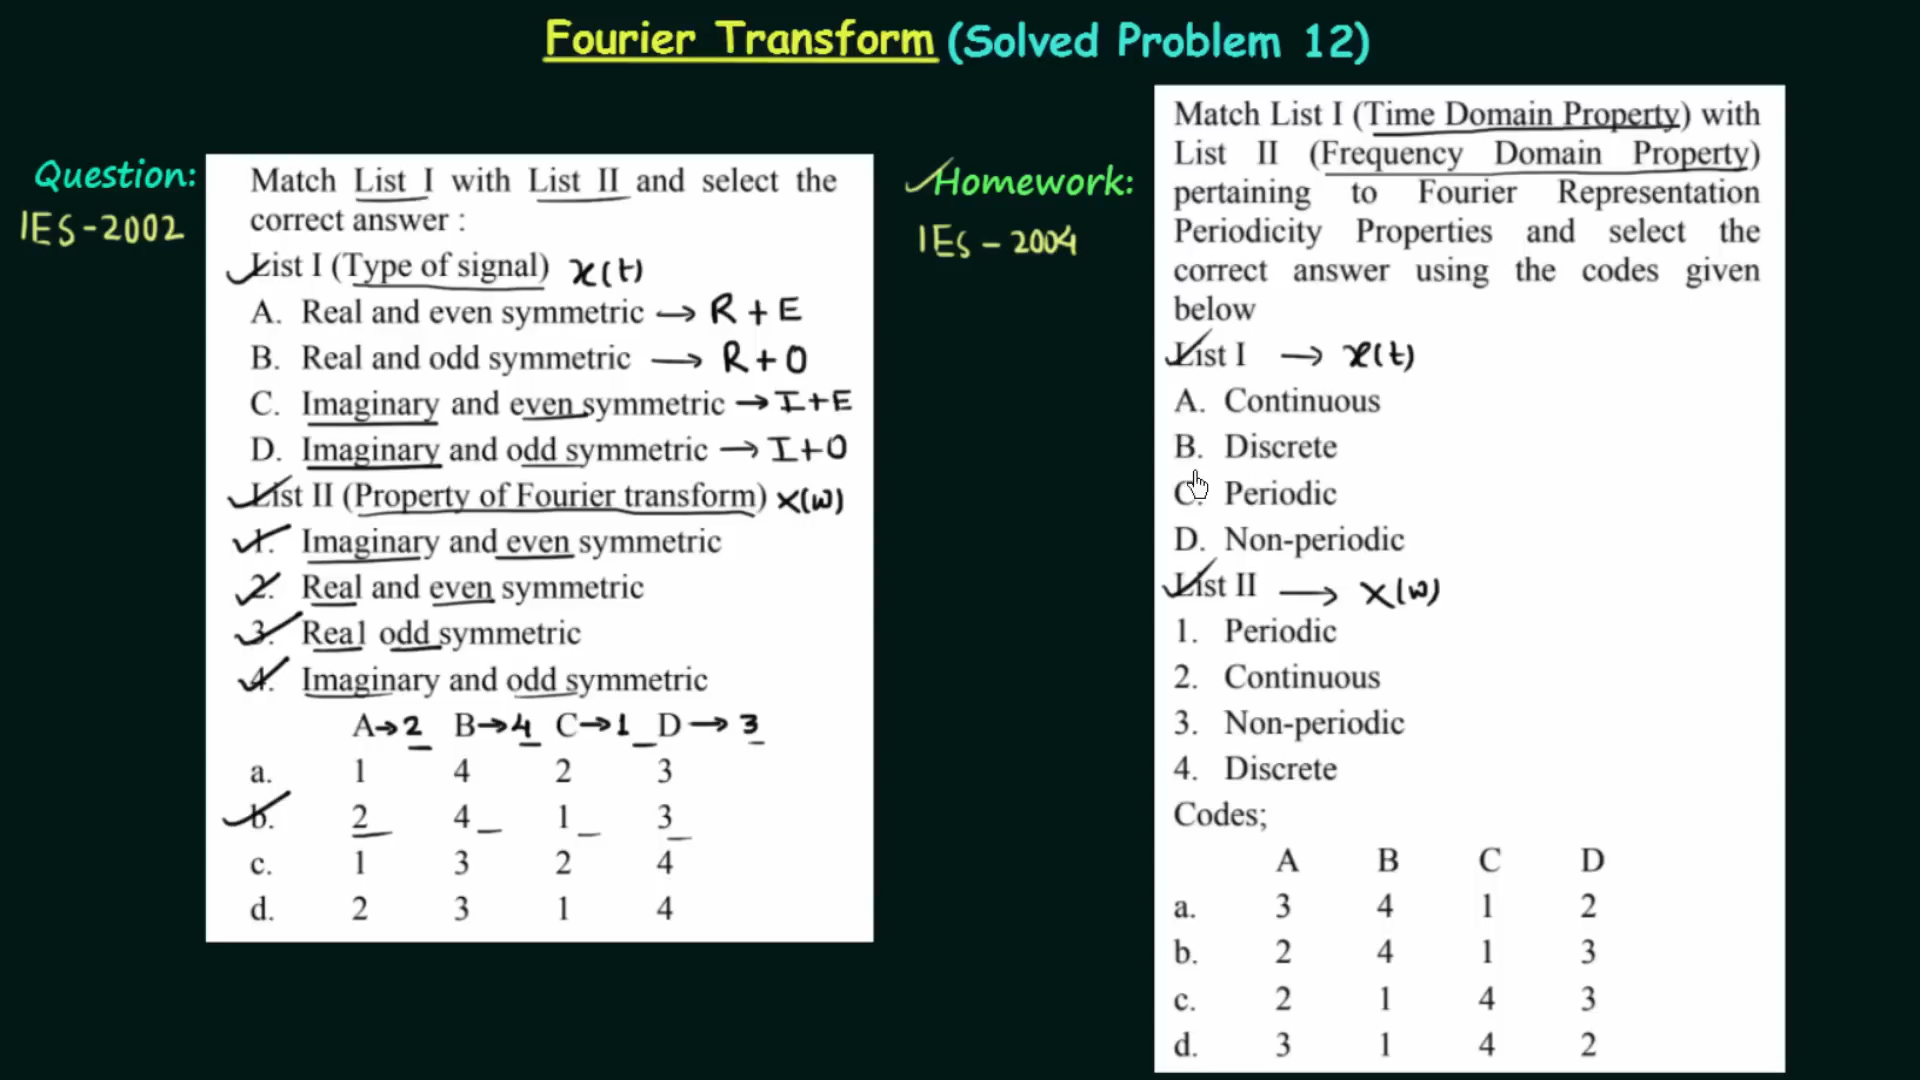 Fourier Transform (Solved Problem 12)
Question:
IES-2002
Match List I with List II and select the
correct answer :
List I (Type of signal) x(t)
A. Real and even symmetric → R + E
B. Real and odd symmetric → R + O
C. Imaginary and even symmetric → I + E
D. Imaginary and odd symmetric → I + O
List II (Property of Fourier transform) X(ω)
1. Imaginary and even symmetric
2. Real and even symmetric
3. Real odd symmetric
4. Imaginary and odd symmetric
A→2 B→4 C→1 D→3
a. 1 4 2 3
b. 2 4 1 3
c. 1 3 2 4
d. 2 3 1 4
Homework:
IES - 2004
Match List I (Time Domain Property) with
List II (Frequency Domain Property)
pertaining to Fourier Representation
Periodicity Properties and select the
correct answer using the codes given
below
List I → x(t)
A. Continuous
B. Discrete
C. Periodic
D. Non-periodic
List II → X(ω)
1. Periodic
2. Continuous
3. Non-periodic
4. Discrete
Codes;
A B C D
a. 3 4 1 2
b. 2 4 1 3
c. 2 1 4 3
d. 3 1 4 2